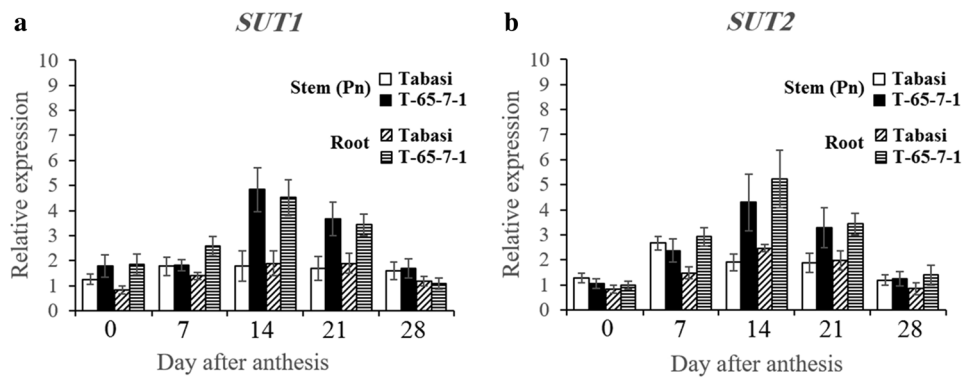 a
SUT1
Relative expression
10
9
8
7
6
5
4
3
2
1
0
Stem (Pn)
Tabasi
T-65-7-1
Root
Tabasi
T-65-7-1
0 7 14 21 28
Day after anthesis
b
SUT2
Relative expression
10
9
8
7
6
5
4
3
2
1
0
Stem (Pn)
Tabasi
T-65-7-1
Root
Tabasi
T-65-7-1
0 7 14 21 28
Day after anthesis